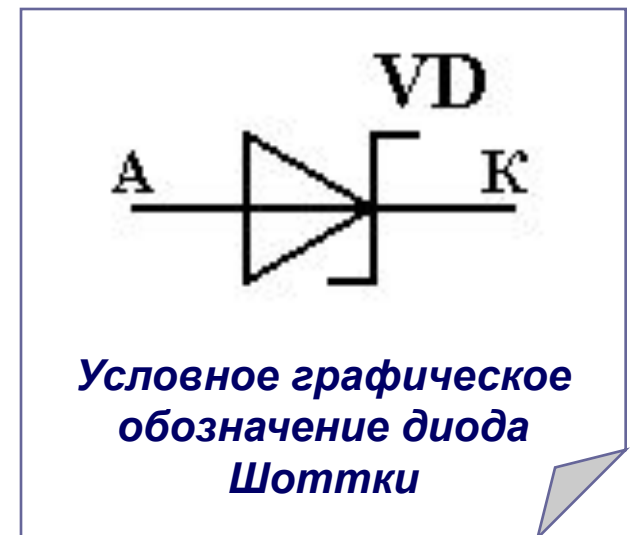 VD
А К
Условное графическое
обозначение диода
Шоттки